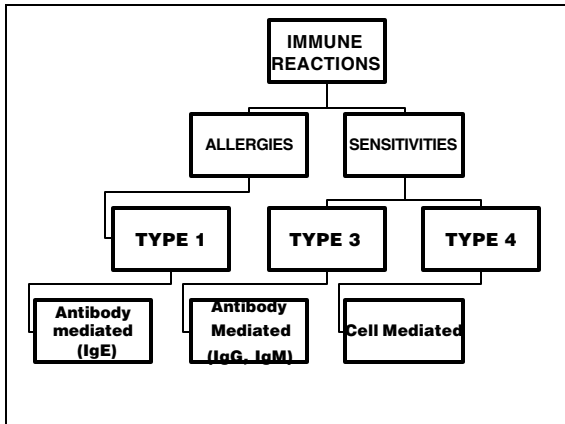 IMMUNE
REACTIONS
ALLERGIES
SENSITIVITIES
TYPE 1
TYPE 3
TYPE 4
Antibody
mediated
(IgE)
Antibody
Mediated
(IgG, IgM)
Cell Mediated